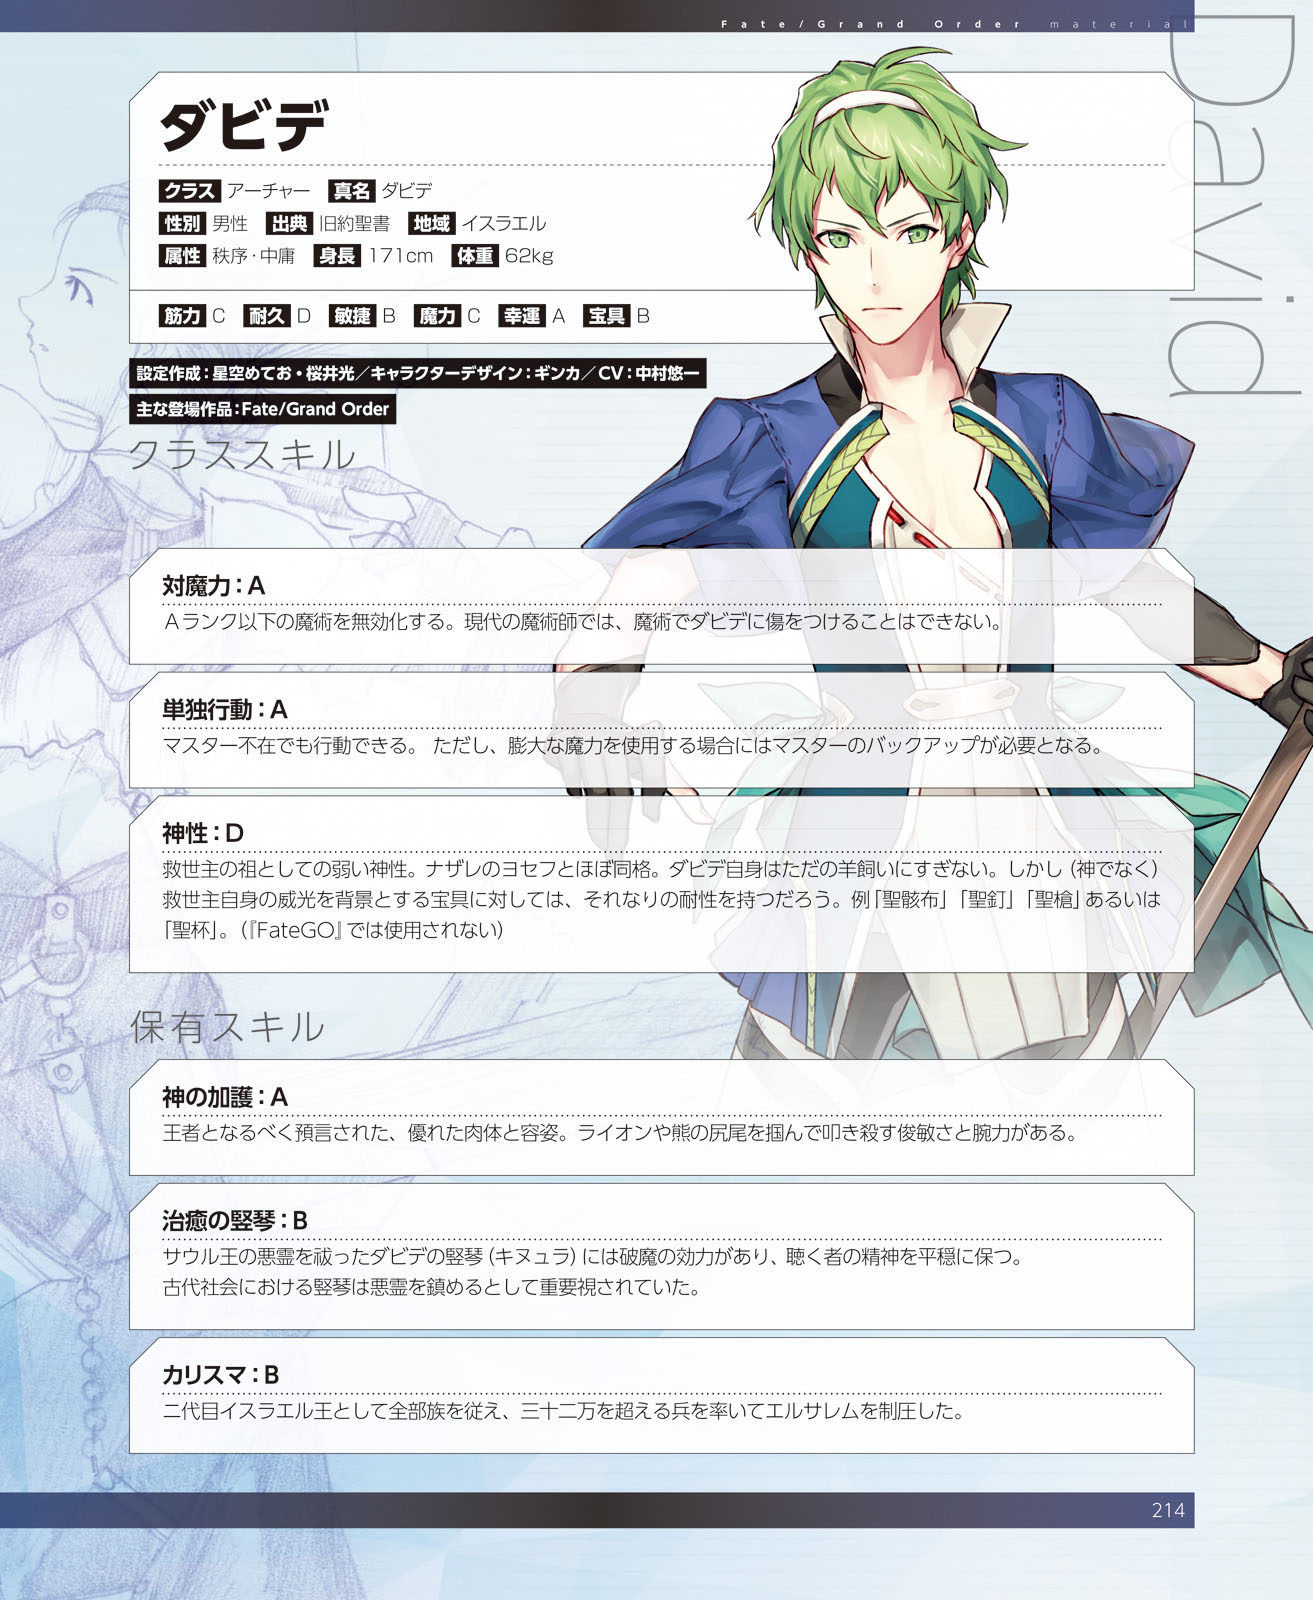 Fate/Grand Order material
David
ダビデ
クラス アーチャー 真名 ダビデ
性別 男性 出典 旧約聖書 地域 イスラエル
属性 秩序・中庸 身長 171cm 体重 62kg
筋力 C 耐久 D 敏捷 B 魔力 C 幸運 A 宝具 B
設定作成：星空めてお・桜井光／キャラクターデザイン：ギンカ／CV：中村悠一
主な登場作品：Fate/Grand Order
クラススキル
対魔力：A
Aランク以下の魔術を無効化する。現代の魔術師では、魔術でダビデに傷をつけることはできない。
単独行動：A
マスター不在でも行動できる。 ただし、膨大な魔力を使用する場合にはマスターのバックアップが必要となる。
神性：D
救世主の祖としての弱い神性。ナザレのヨセフとほぼ同格。ダビデ自身はただの羊飼いにすぎない。しかし（神でなく）
救世主自身の威光を背景とする宝具に対しては、それなりの耐性を持つだろう。例「聖骸布」「聖釘」「聖槍」あるいは
「聖杯」。（『FateGO』では使用されない）
保有スキル
神の加護：A
王者となるべく預言された、優れた肉体と容姿。ライオンや熊の尻尾を掴んで叩き殺す俊敏さと腕力がある。
治癒の竪琴：B
サウル王の悪霊を祓ったダビデの竪琴（キヌュラ）には破魔の効力があり、聴く者の精神を平穏に保つ。
古代社会における竪琴は悪霊を鎮めるとして重要視されていた。
カリスマ：B
二代目イスラエル王として全部族を従え、三十二万を超える兵を率いてエルサレムを制圧した。
214